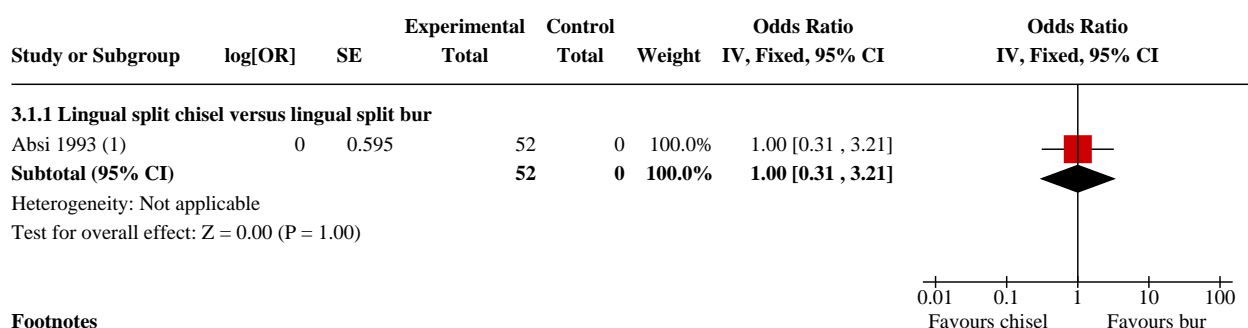 Experimental Control Odds Ratio Odds Ratio
Study or Subgroup log[OR] SE Total Total Weight IV, Fixed, 95% CI IV, Fixed, 95% CI
3.1.1 Lingual split chisel versus lingual split bur
Absi 1993 (1) 0 0.595 52 0 100.0% 1.00 [0.31 , 3.21]
Subtotal (95% CI) 52 0 100.0% 1.00 [0.31 , 3.21]
Heterogeneity: Not applicable
Test for overall effect: Z = 0.00 (P = 1.00)
0.01 0.1 1 10 100
Footnotes Favours chisel Favours bur